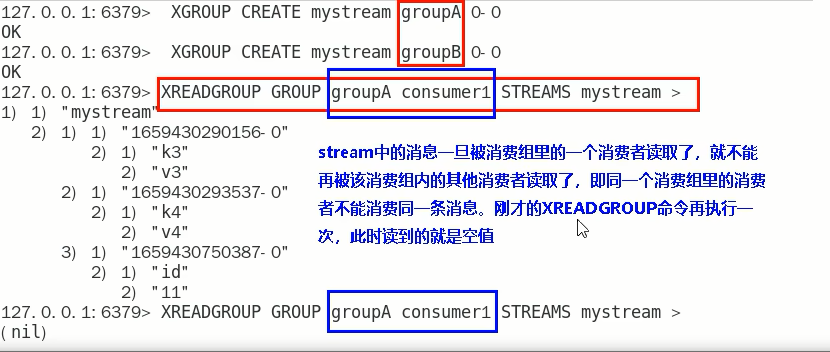 127.0.0.1:6379> XGROUP CREATE mystream groupA 0-0
OK
127.0.0.1:6379> XGROUP CREATE mystream groupB 0-0
OK
127.0.0.1:6379> XREADGROUP GROUP groupA consumer1 STREAMS mystream >
1) 1) "mystream"
2) 1) 1) "1659430290156-0"
2) 1) "k3"
2) "v3"
2) 1) "1659430293537-0"
2) 1) "k4"
2) "v4"
3) 1) "1659430750387-0"
2) 1) "id"
2) "11"
stream中的消息一旦被消费组里的一个消费者读取了，就不能
再被该消费组内的其他消费者读取了，即同一个消费组里的消费
者不能消费同一条消息。刚才的XREADGROUP命令再执行一
次，此时读到的就是空值
127.0.0.1:6379> XREADGROUP GROUP groupA consumer1 STREAMS mystream >
(nil)